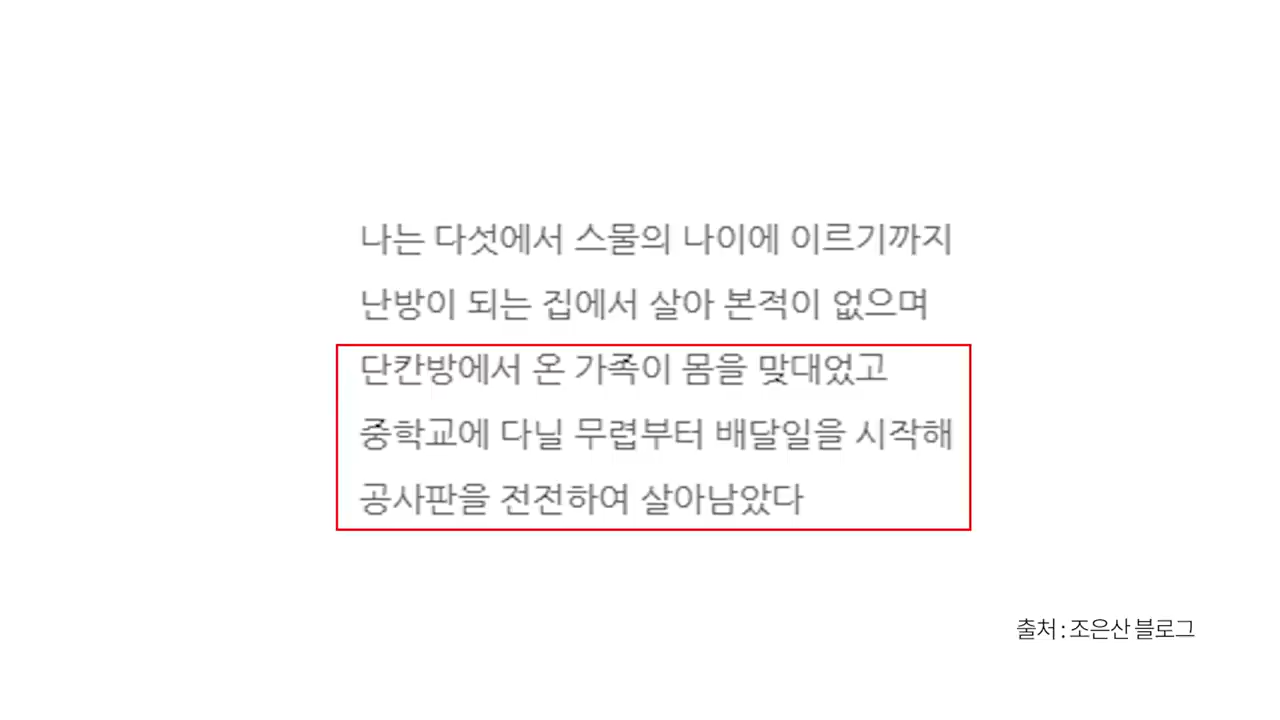 나는 다섯에서 스물의 나이에 이르기까지
난방이 되는 집에서 살아 본적이 없으며
단칸방에서 온 가족이 몸을 맞대었고
중학교에 다닐 무렵부터 배달일을 시작해
공사판을 전전하여 살아남았다
출처 : 조은산 블로그